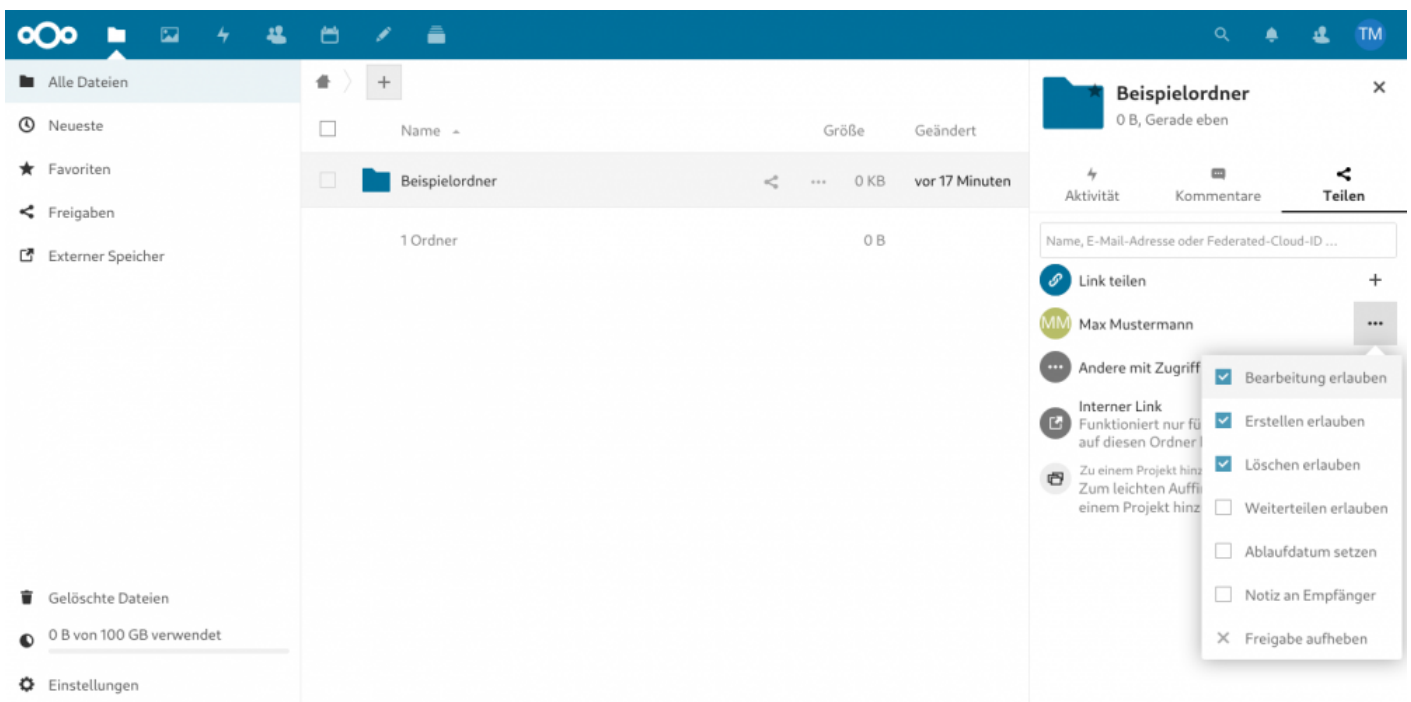 TM
Alle Dateien
Neueste
Favoriten
Freigaben
Externer Speicher
Gelöschte Dateien
0 B von 100 GB verwendet
Einstellungen
Name Größe Geändert
Beispielordner 0 KB vor 17 Minuten
1 Ordner 0 B
Beispielordner
0 B, Gerade eben
Aktivität Kommentare Teilen
Name, E-Mail-Adresse oder Federated-Cloud-ID ...
Link teilen
MM Max Mustermann
Andere mit Zugriff
Interner Link
Funktioniert nur fü
auf diesen Ordner
Zu einem Projekt hinz
Zum leichten Auffi
einem Projekt hinz
Bearbeitung erlauben
Erstellen erlauben
Löschen erlauben
Weiterteilen erlauben
Ablaufdatum setzen
Notiz an Empfänger
Freigabe aufheben